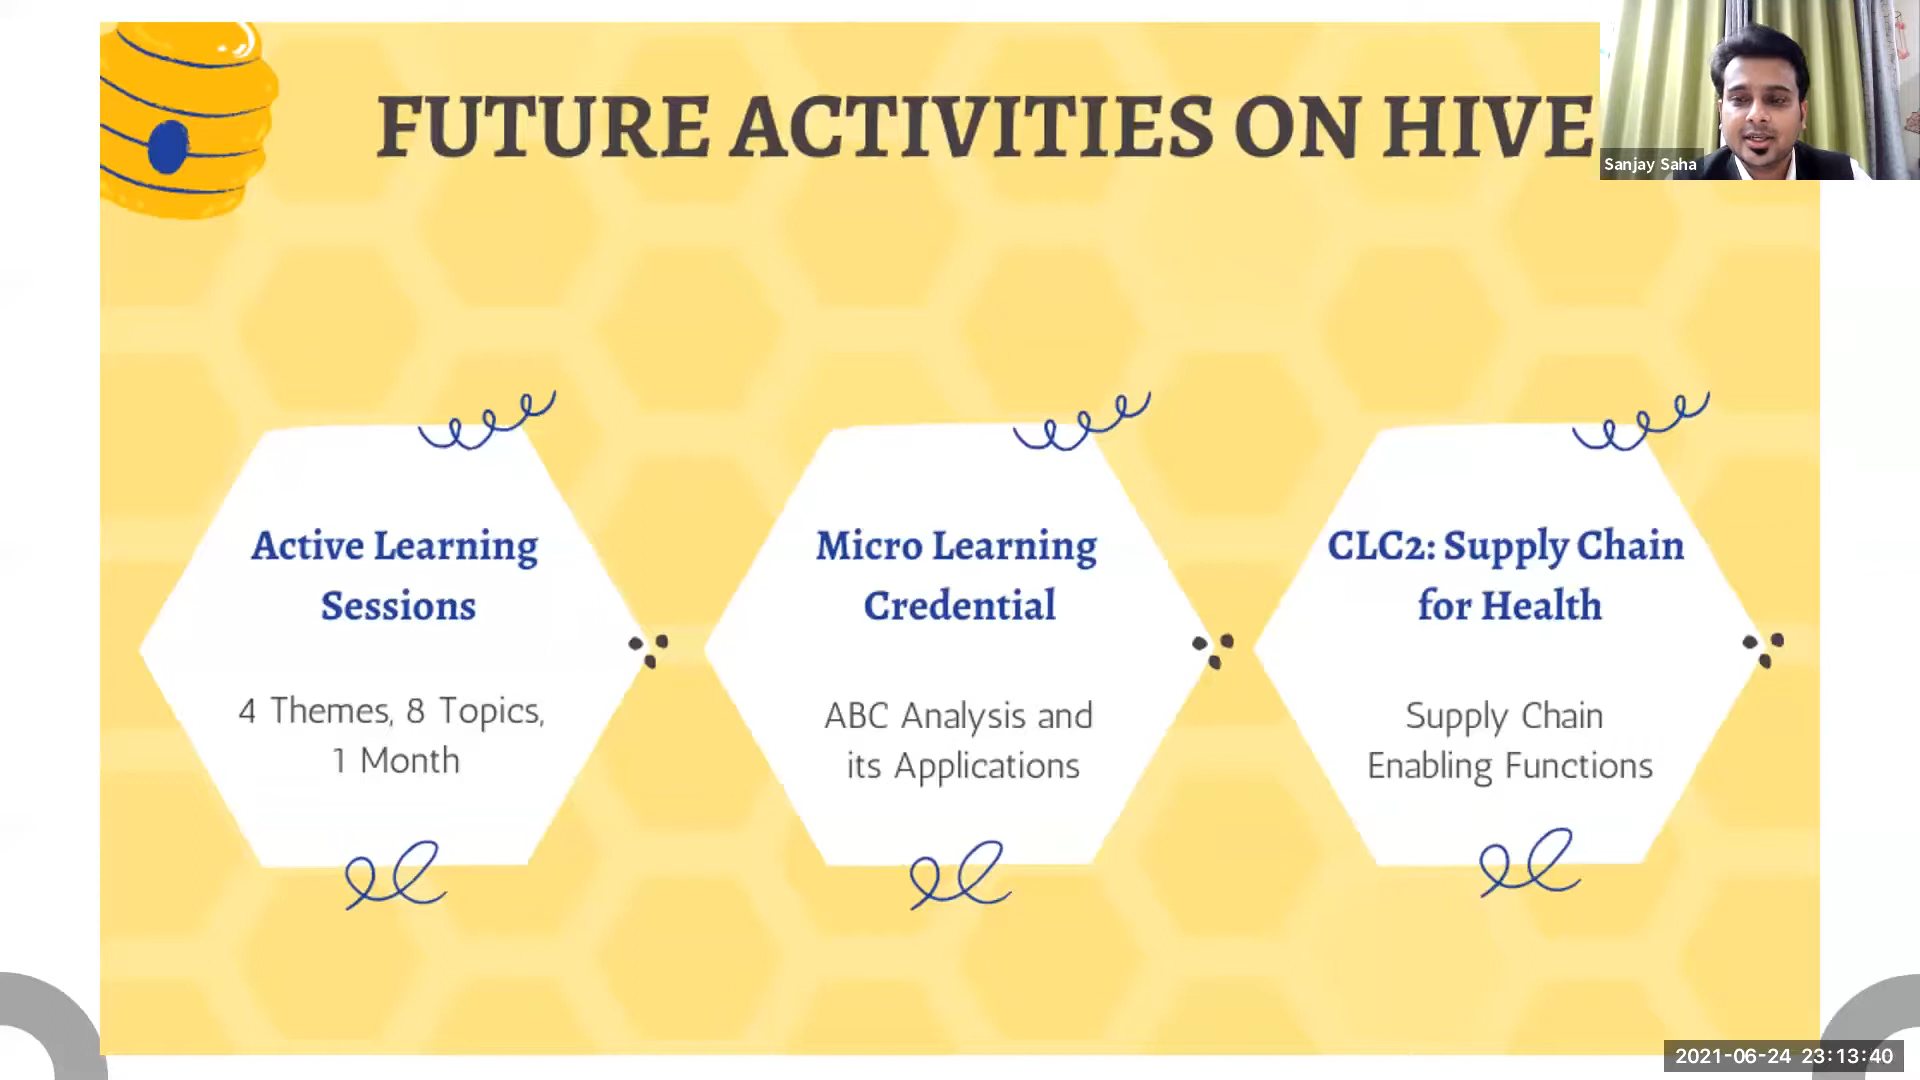 FUTURE ACTIVITIES ON HIVE
Sanjay Saha
Active Learning
Sessions
4 Themes, 8 Topics,
1 Month
Micro Learning
Credential
ABC Analysis and
its Applications
CLC2: Supply Chain
for Health
Supply Chain
Enabling Functions
2021-06-24 23:13:40